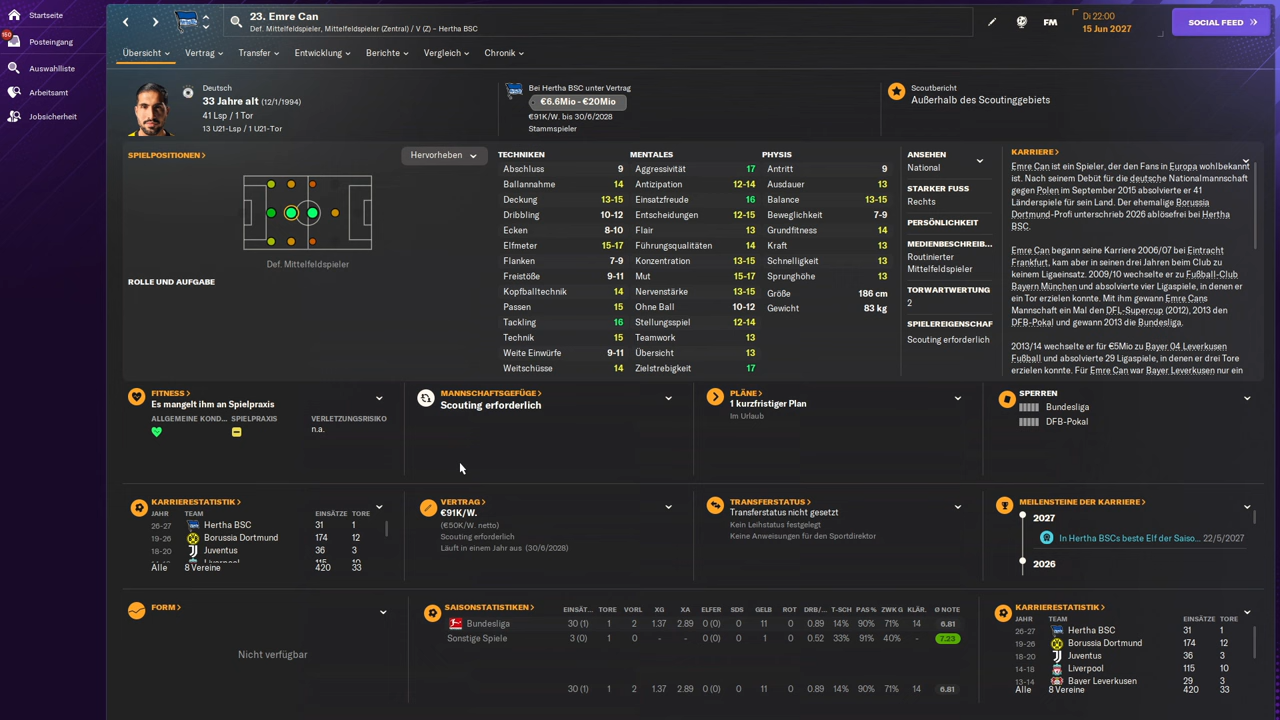 Startseite
150
Posteingang
Auswahlliste
Arbeitsamt
Jobsicherheit
23. Emre Can
Def. Mittelfeldspieler, Mittelfeldspieler (Zentral) / V (Z) - Hertha BSC
FM
Di 22:00
15 Jun 2027
SOCIAL FEED
Übersicht
Vertrag
Transfer
Entwicklung
Berichte
Vergleich
Chronik
Deutsch
33 Jahre alt (12/1/1994)
41 Lsp / 1 Tor
13 U21-Lsp / 1 U21-Tor
Bei Hertha BSC unter Vertrag
€6.6Mio - €20Mio
€91K/W. bis 30/6/2028
Stammspieler
Scoutbericht
Außerhalb des Scoutinggebiets
SPIELPOSITIONEN
Hervorheben
Def. Mittelfeldspieler
ROLLE UND AUFGABE
TECHNIKEN
Abschluss 9
Ballannahme 14
Deckung 13-15
Dribbling 10-12
Ecken 8-10
Elfmeter 15-17
Flanken 7-9
Freistöße 9-11
Kopfballtechnik 14
Passen 15
Tackling 16
Technik 15
Weite Einwürfe 9-11
Weitschüsse 14
MENTALES
Aggressivität 17
Antizipation 12-14
Einsatzfreude 16
Entscheidungen 12-15
Flair 13
Führungsqualität 14
Konzentration 13-15
Mut 15-17
Nervenstärke 13-15
Ohne Ball 10-12
Stellungsspiel 12-14
Teamwork 13
Übersicht 13
Zielstrebigkeit 17
PHYSIS
Antritt 9
Ausdauer 13
Balance 13-15
Beweglichkeit 7-9
Grundfitness 14
Kraft 13
Schnelligkeit 13
Sprunghöhe 13
Größe 186 cm
Gewicht 83 kg
ANSEHEN
National
STARKER FUSS
Rechts
PERSÖNLICHKEIT
MEDIENBESCHREIB...
Routinierter
Mittelfeldspieler
TORWARTWERTUNG
2
SPIELEREIGENSCHAF
Scouting erforderlich
KARRIERE
Emre Can ist ein Spieler, der den Fans in Europa wohlbekannt
ist. Nach seinem Debüt für die deutsche Nationalmannschaft
gegen Polen im September 2015 absolvierte er 41
Länderspiele für sein Land. Der ehemalige Borussia
Dortmund-Profi unterschrieb 2026 ablösefrei bei Hertha
BSC.
Emre Can begann seine Karriere 2006/07 bei Eintracht
Frankfurt, kam aber in seinen drei Jahren beim Club zu
keinem Ligaeinsatz. 2009/10 wechselte er zu Fußball-Club
Bayern München und absolvierte vier Ligaspiele, in denen er
ein Tor erzielen konnte. Mit ihm gewann Emre Cans
Mannschaft ein Mal den DFL-Supercup (2012), 2013 den
DFB-Pokal und gewann 2013 die Bundesliga.
2013/14 wechselte er für €5Mio zu Bayer 04 Leverkusen
Fußball und absolvierte 29 Ligaspiele, in denen er drei Tore
erzielen konnte. Für Emre Can war Bayer Leverkusen nur ein
FITNESS
Es mangelt ihm an Spielpraxis
ALLGEMEINE KOND... SPIELPRAXIS VERLETZUNGSRISIKO
n.a.
MANNSCHAFTSGEFÜGE
Scouting erforderlich
PLÄNE
1 kurzfristiger Plan
Im Urlaub
SPERREN
Bundesliga
DFB-Pokal
KARRIERESTATISTIK
JAHR TEAM EINSÄTZE TORE
26-27 Hertha BSC 31 1
19-26 Borussia Dortmund 174 12
18-20 Juventus 36 3
Alle 8 Vereine 420 33
VERTRAG
€91K/W.
(€50K/W. netto)
Scouting erforderlich
Läuft in einem Jahr aus (30/6/2028)
TRANSFERSTATUS
Transferstatus nicht gesetzt
Kein Leihstatus festgelegt
Keine Anweisungen für den Sportdirektor
MEILENSTEINE DER KARRIERE
2027
In Hertha BSCs beste Elf der Saiso... 22/5/2027
2026
FORM
Nicht verfügbar
SAISONSTATISTIKEN
EINSÄT... TORE VORL XG XA ELFER SDS GELB ROT DRB/... T-SCH PAS % ZWK G KLÄR. Ø NOTE
Bundesliga 30 (1) 1 2 1.37 2.89 0 (0) 0 11 0 0.89 14% 90% 71% 14 6.81
Sonstige Spiele 3 (0) 0 - - - 0 (0) 0 1 0 0.52 33% 91% 40% - 7.23
30 (1) 1 2 1.37 2.89 0 (0) 0 11 0 0.89 14% 90% 71% 14 6.81
KARRIERESTATISTIK
JAHR TEAM EINSÄTZE TORE
26-27 Hertha BSC 31 1
19-26 Borussia Dortmund 174 12
18-20 Juventus 36 3
14-18 Liverpool 115 10
13-14 Bayer Leverkusen 29 3
Alle 8 Vereine 420 33